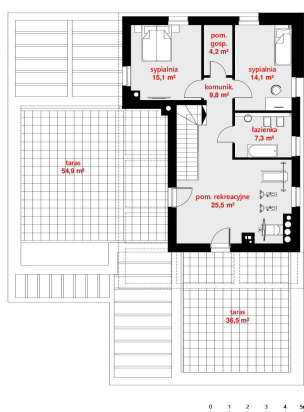 pom.
gosp.
4,2 m²
sypialnia
15,1 m²
sypialnia
14,1 m²
komunik.
9,8 m²
łazienka
7,3 m²
taras
54,9 m²
pom. rekreacyjne
25,5 m²
taras
36,5 m²
0 1 2 3 4 5m